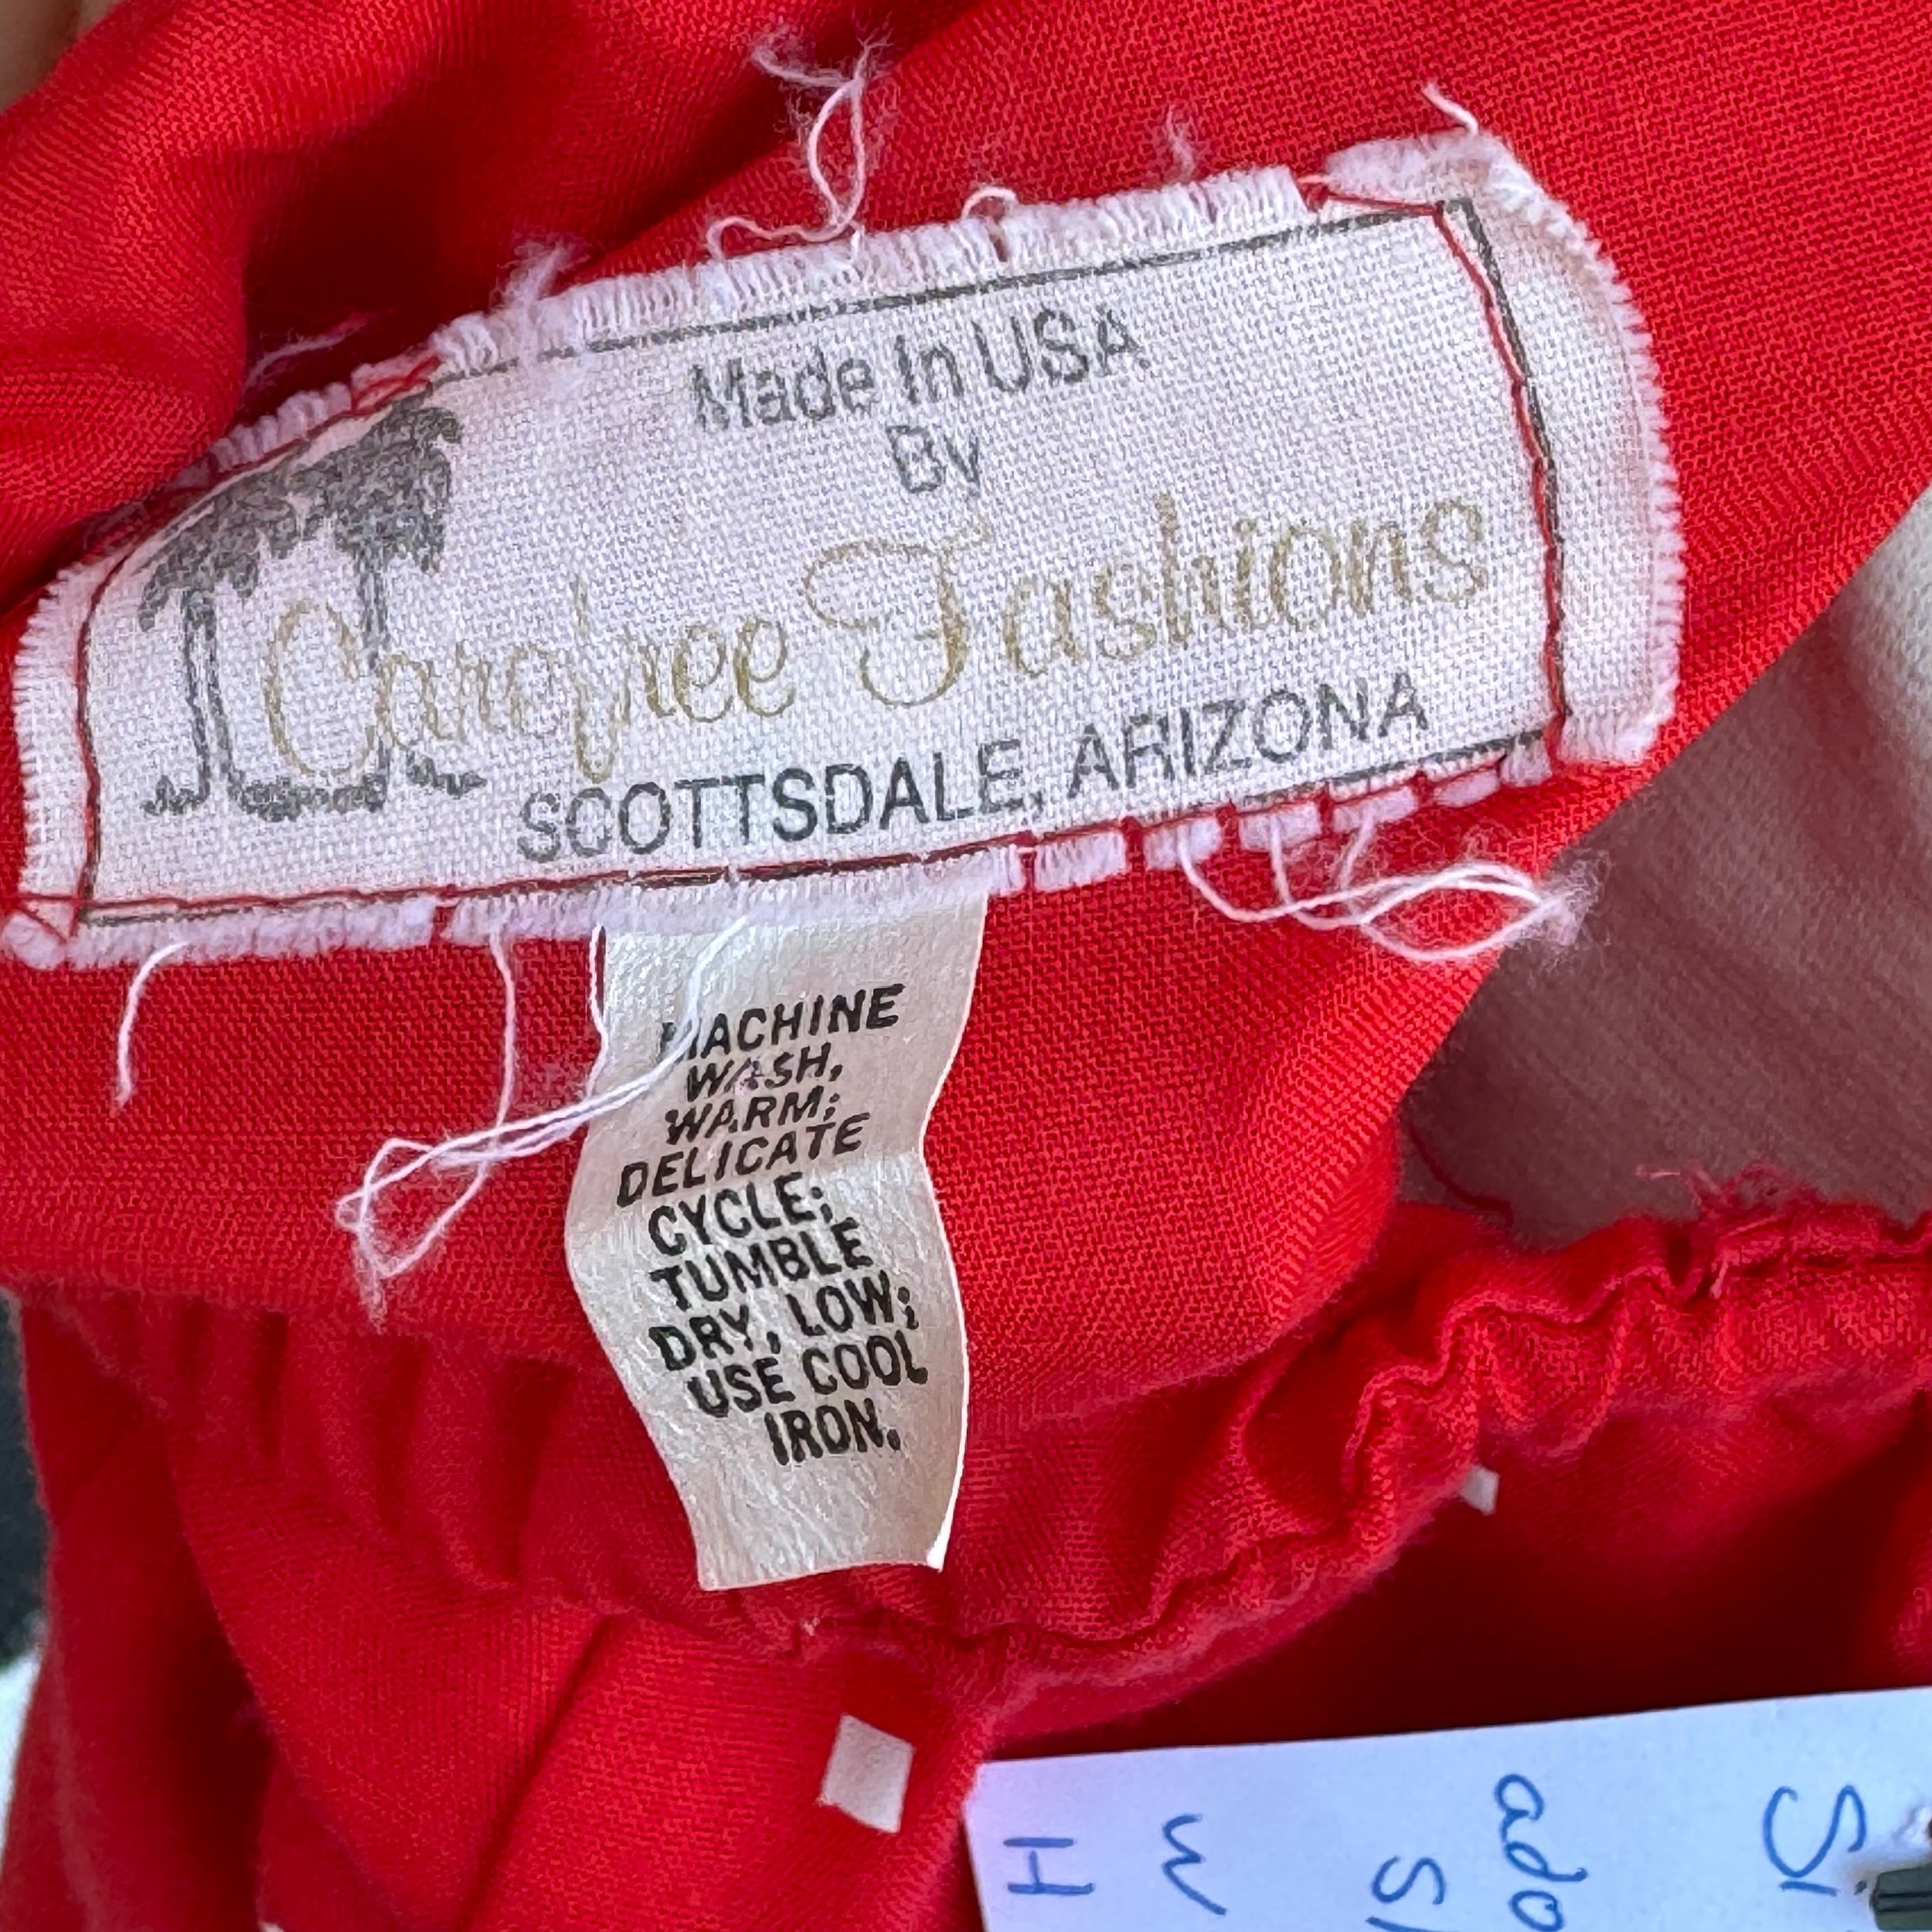 Made In USA
By
Carefree Fashions
SCOTTSDALE, ARIZONA
MACHINE
WASH,
WARM;
DELICATE
CYCLE;
TUMBLE
DRY, LOW;
USE COOL
IRON.